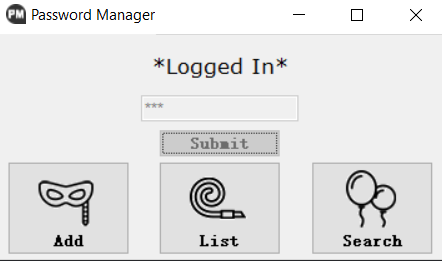 PM Password Manager
*Logged In*
***
Submit
Add List Search